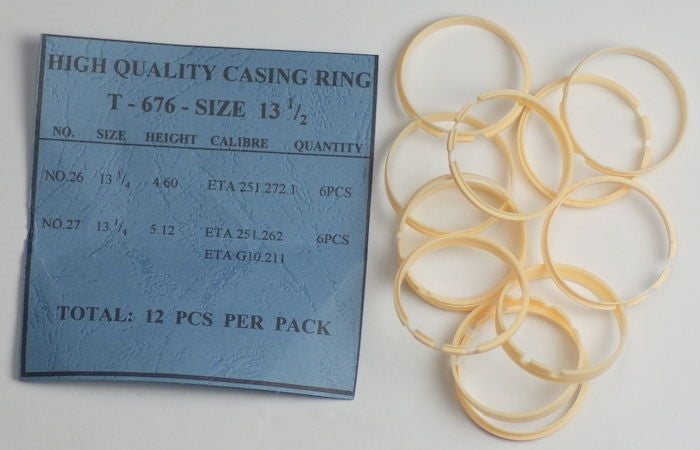 HIGH QUALITY CASING RING
T - 676 - SIZE 13 1/2
NO. SIZE HEIGHT CALIBRE QUANTITY
NO.26 13 1/4 4.60 ETA 251.272.1 6PCS
NO.27 13 1/4 5.12 ETA 251.262 6PCS
ETA G10.211
TOTAL: 12 PCS PER PACK